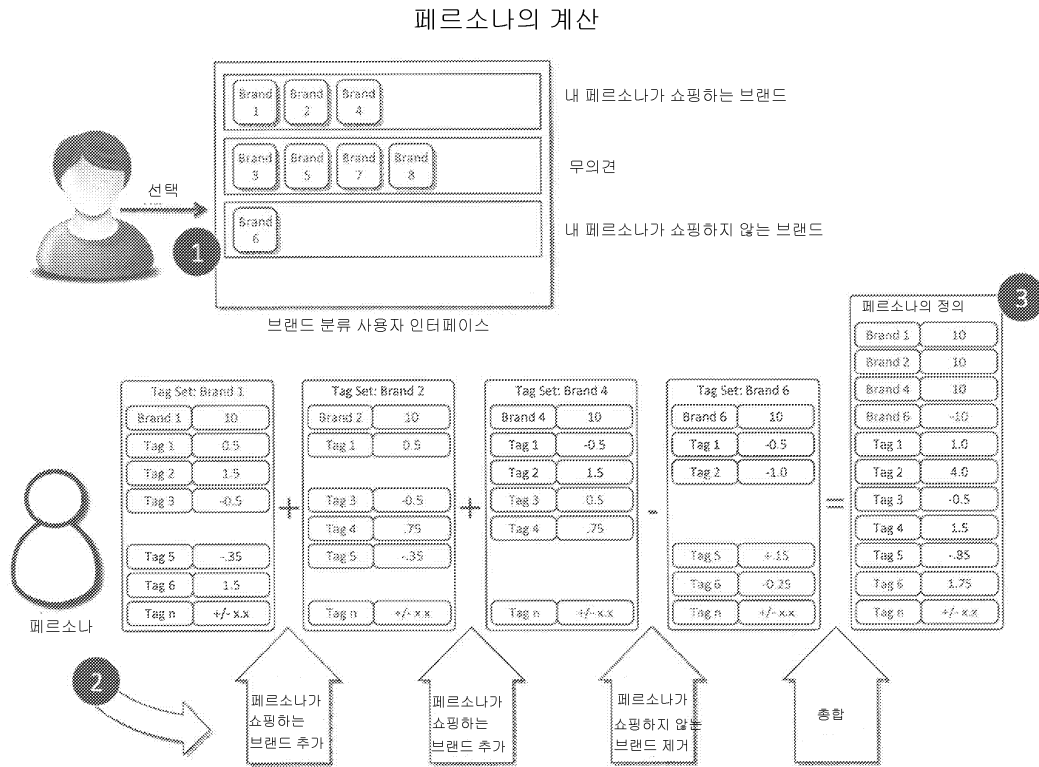 페르소나의 계산
Brand 1
Brand 2
Brand 4
내 페르소나가 쇼핑하는 브랜드
Brand 3
Brand 5
Brand 7
Brand 8
무의견
선택
1
Brand 6
내 페르소나가 쇼핑하지 않는 브랜드
브랜드 분류 사용자 인터페이스
3
페르소나의 정의
Brand 1 10
Brand 2 10
Brand 4 10
Brand 6 -10
Tag 1 1.0
Tag 2 4.0
Tag 3 -0.5
Tag 4 1.5
Tag 5 -.85
Tag 6 1.75
Tag n +/- x.x
Tag Set: Brand 1
Brand 1 10
Tag 1 0.5
Tag 2 1.5
Tag 3 -0.5
Tag 5 -.35
Tag 6 1.5
Tag n +/- x.x
+
Tag Set: Brand 2
Brand 2 10
Tag 1 0.5
Tag 3 -0.5
Tag 4 .75
Tag 5 -.35
Tag n +/- x.x
+
Tag Set: Brand 4
Brand 4 10
Tag 1 -0.5
Tag 2 1.5
Tag 3 0.5
Tag 4 .75
Tag n +/- x.x
-
Tag Set: Brand 6
Brand 6 10
Tag 1 -0.5
Tag 2 -1.0
Tag 5 +.15
Tag 6 -0.25
Tag n +/- x.x
=
페르소나
2
페르소나가
쇼핑하는
브랜드 추가
페르소나가
쇼핑하는
브랜드 추가
페르소나가
쇼핑하지 않는
브랜드 제거
총합